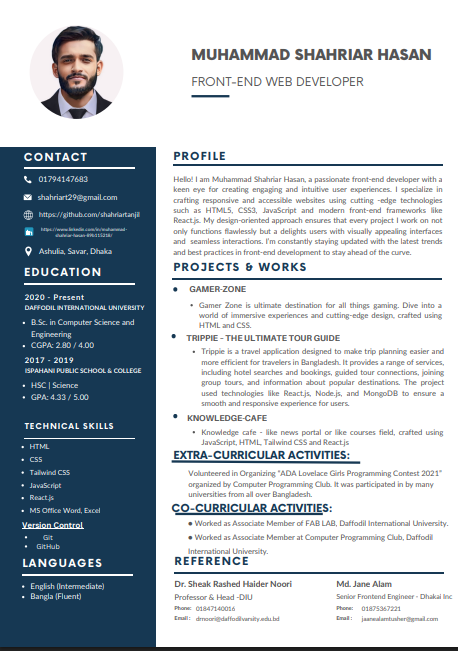 MUHAMMAD SHAHRIAR HASAN
FRONT-END WEB DEVELOPER
CONTACT
01794147683
shahriart29@gmail.com
https://github.com/shahriartanjil
https://www.linkedin.com/in/muhammad-
Ashulia, Savar, Dhaka
EDUCATION
2020 - Present
DAFFODIL INTERNATIONAL UNIVERSITY
• B.Sc. in Computer Science and
Engineering
• CGPA: 2.80 / 4.00
2017 - 2019
ISPAHANI PUBLIC SCHOOL & COLLEGE
• HSC | Science
• GPA: 4.33 / 5.00
TECHNICAL SKILLS
• HTML
• CSS
• Tailwind CSS
• JavaScript
• React.js
• MS Office Word, Excel
Version Control
• Git
• GitHub
LANGUAGES
• English (Intermediate)
• Bangla (Fluent)
PROFILE
Hello! I am Muhammad Shahriar Hasan, a passionate front-end developer with a
keen eye for creating engaging and intuitive user experiences. I specialize in
crafting responsive and accessible websites using cutting -edge technologies
such as HTML5, CSS3, JavaScript and modern front-end frameworks like
React.js. My design-oriented approach ensures that every project I work on not
only functions flawlessly but a delights users with visually appealing interfaces
and seamless interactions. I'm constantly staying updated with the latest trends
and best practices in front-end development to stay ahead of the curve.
PROJECTS & WORKS
• GAMER-ZONE
• Gamer Zone is ultimate destination for all things gaming. Dive into a
world of immersive experiences and cutting-edge design, crafted using
HTML and CSS.
• TRIPPIE - THE ULTIMATE TOUR GUIDE
• Trippie is a travel application designed to make trip planning easier and
more efficient for travelers in Bangladesh. It provides a range of services,
including hotel searches and bookings, guided tour connections, joining
group tours, and information about popular destinations. The project
used technologies like React.js, Node.js, and MongoDB to ensure a
smooth and responsive experience for users.
• KNOWLEDGE-CAFE
• Knowledge cafe - like news portal or like courses field, crafted using
JavaScript, HTML, Tailwind CSS and React.js
EXTRA-CURRICULAR ACTIVITIES:
Volunteered in Organizing "ADA Lovelace Girls Programming Contest 2021"
organized by Computer Programming Club. It was participated in by many
universities from all over Bangladesh.
CO-CURRICULAR ACTIVITIES:
• Worked as Associate Member of FAB LAB, Daffodil International University.
• Worked as Associate Member at Computer Programming Club, Daffodil
International University.
REFERENCE
Dr. Sheak Rashed Haider Noori
Professor & Head -DIU
Phone: 01847140016
Email : drnoori@daffodilvarsity.edu.bd
Md. Jane Alam
Senior Frontend Engineer - Dhaka Inc
Phone: 01875367221
Email : jaanealamtusher@gmail.com